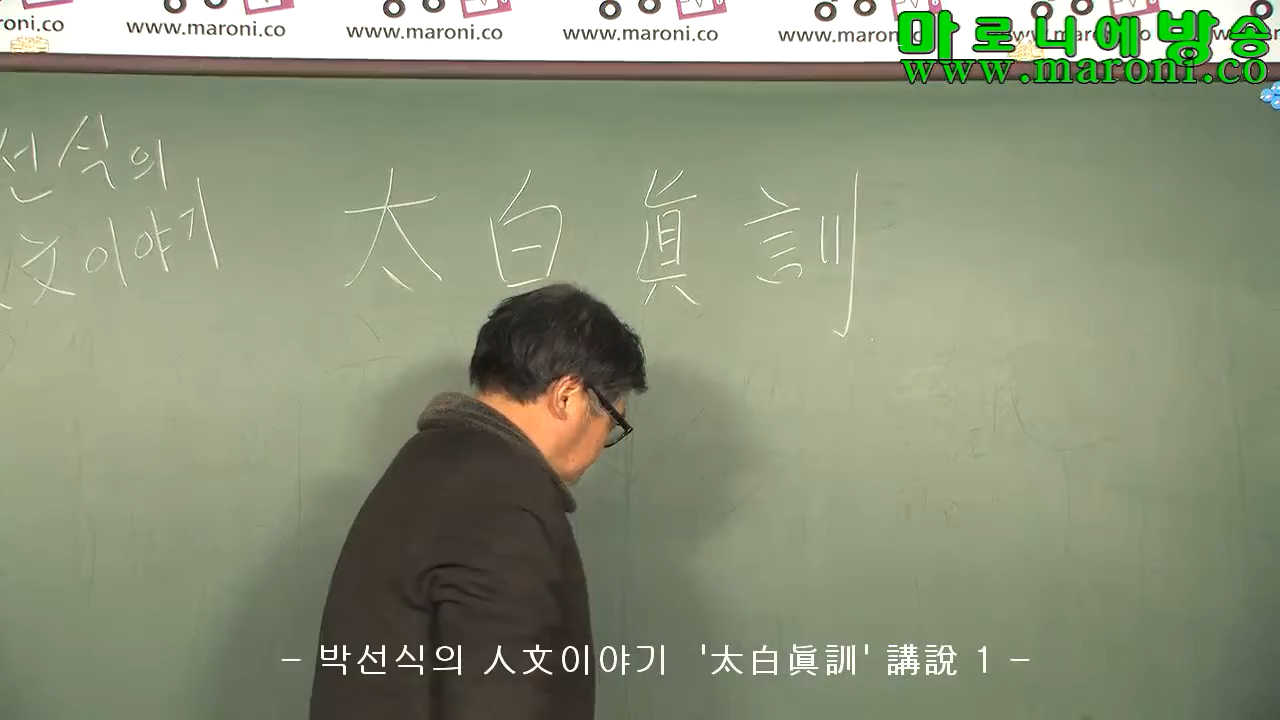 roni.co www.maroni.co www.maroni.co www.maroni.co www.maroni
마로니에방송
www.maroni.co
선식의
文이야기
太白眞訓
- 박선식의 人文이야기 '太白眞訓' 講說 1 -